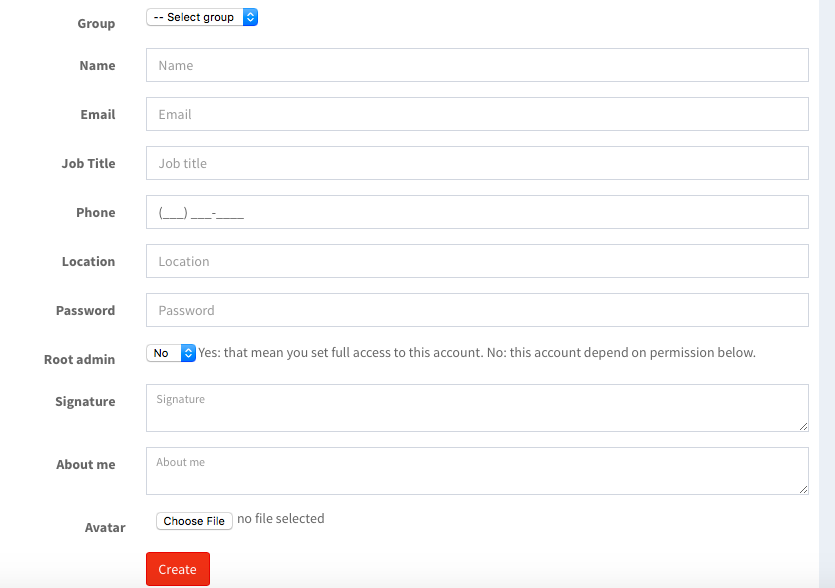 Group -- Select group
Name Name
Email Email
Job Title Job title
Phone (___) ___-____
Location Location
Password Password
Root admin No Yes: that mean you set full access to this account. No: this account depend on permission below.
Signature Signature
About me About me
Avatar Choose File no file selected
Create